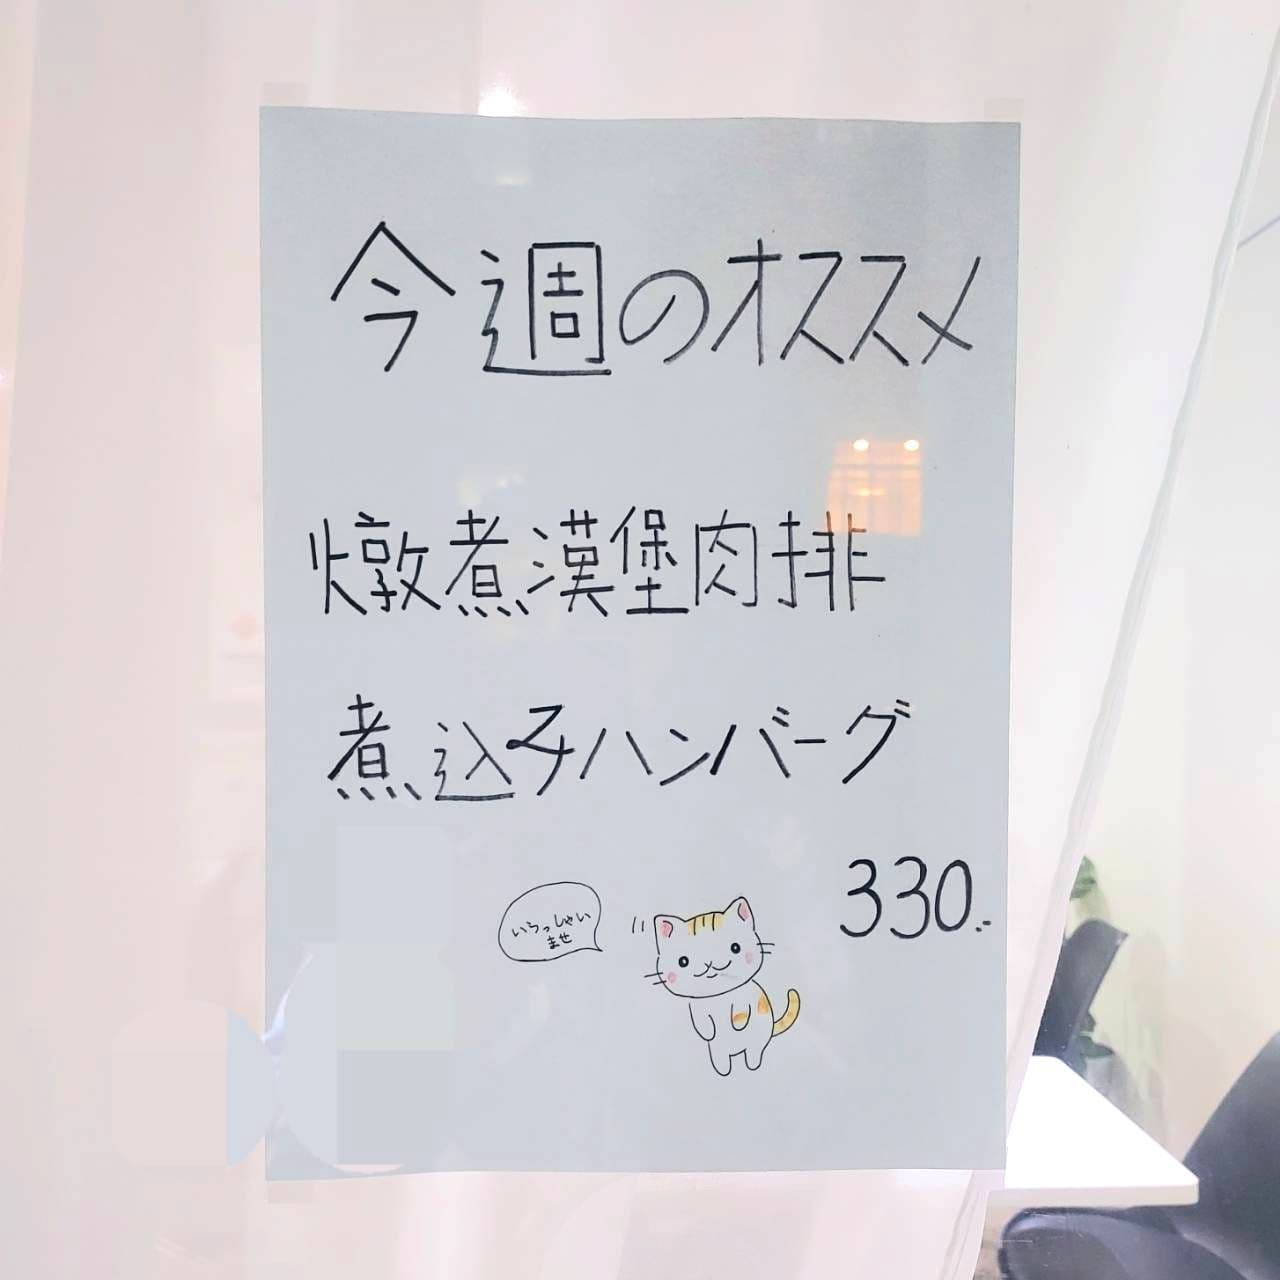 今週のオススメ
燉煮漢堡肉排
煮込みハンバーグ
330.-
いらっしゃい
ませ